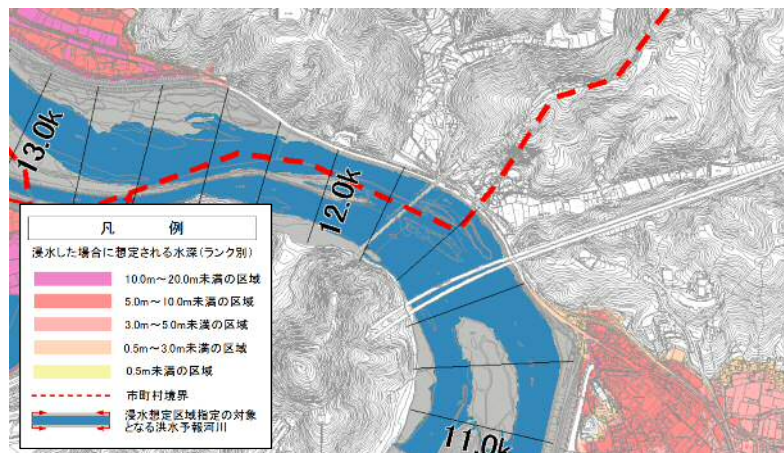 13.0k
12.0k
11.0k
凡 例
浸水した場合に想定される水深(ランク別)
10.0m～20.0m未満の区域
5.0m～10.0m未満の区域
3.0m～5.0m未満の区域
0.5m～3.0m未満の区域
0.5m未満の区域
市町村境界
浸水想定区域指定の対象
となる洪水予報河川